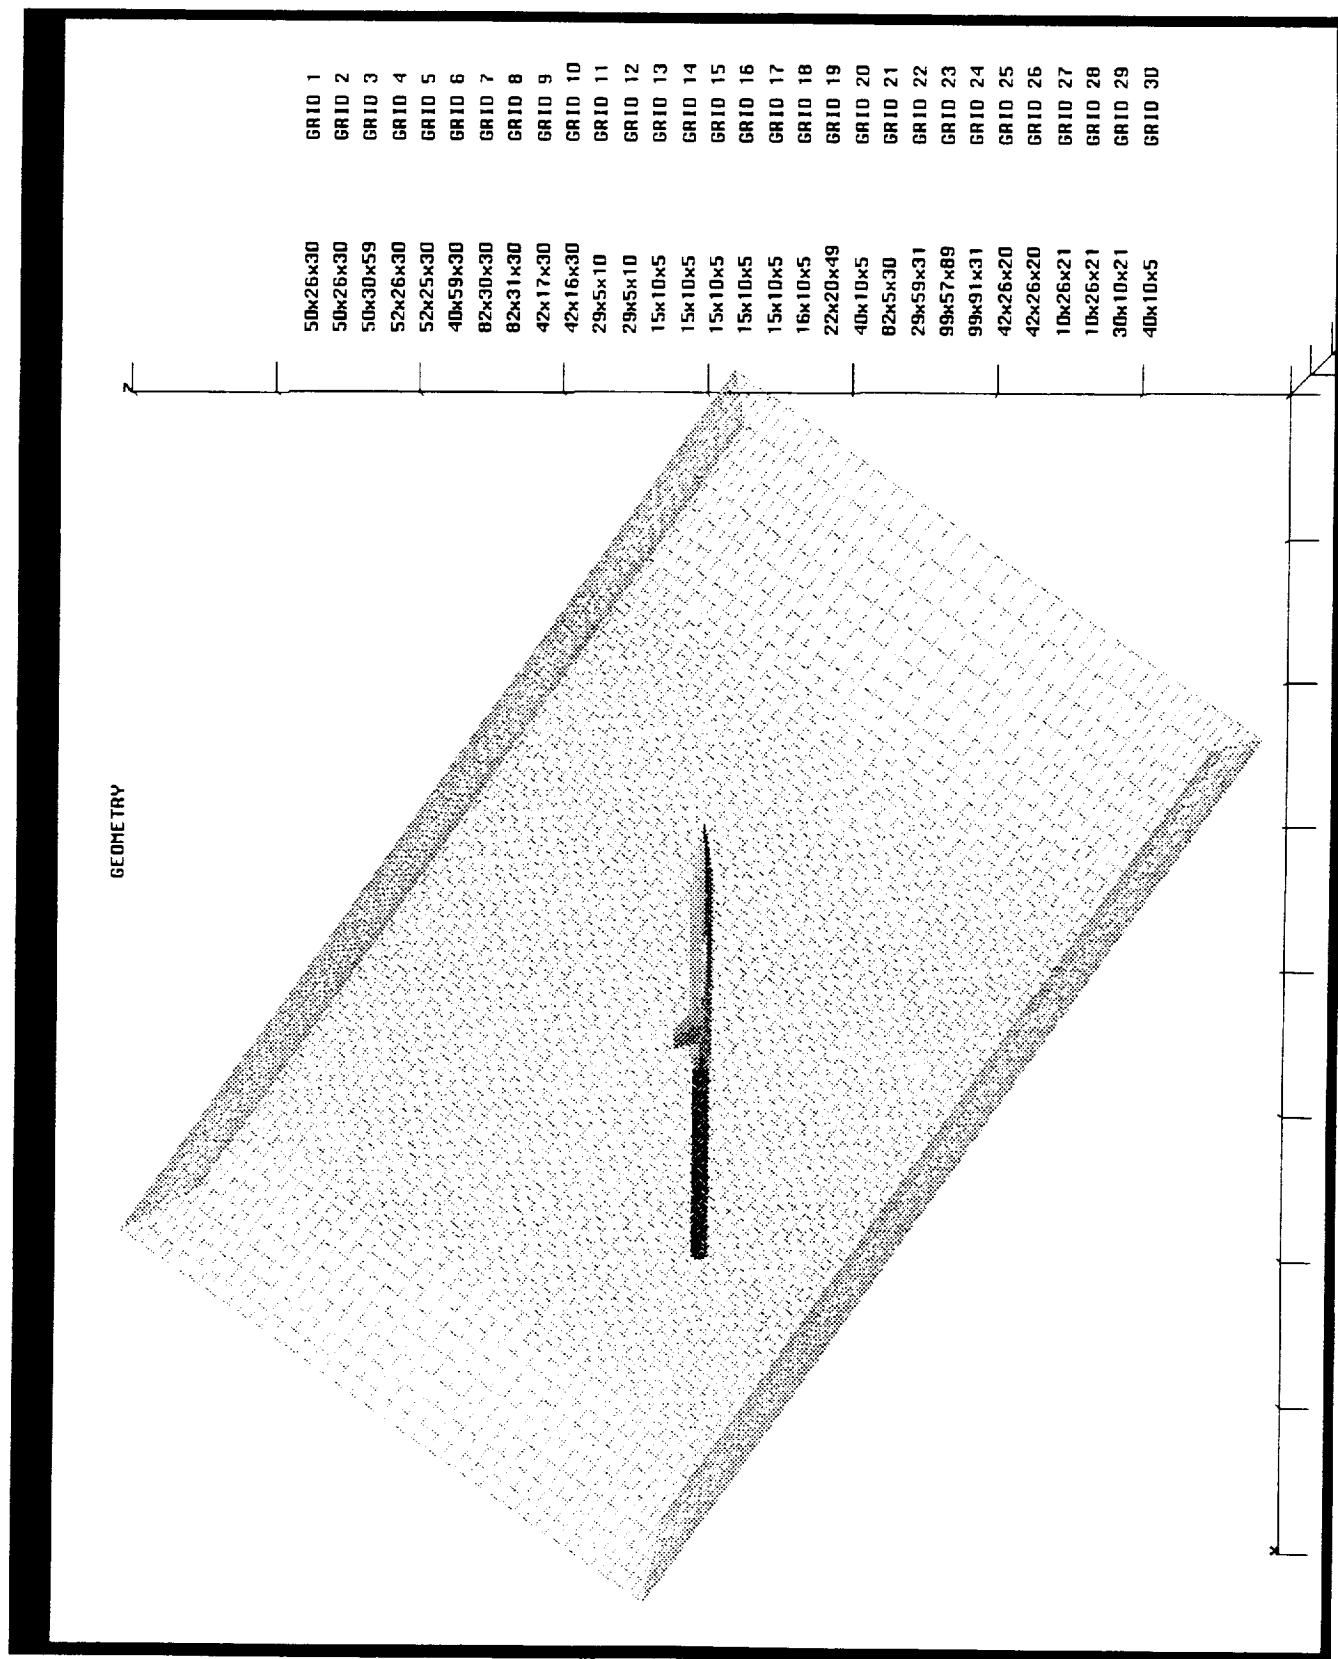 GEOMETRY
50x26x30 GRID 1
50x26x30 GRID 2
50x30x59 GRID 3
52x26x30 GRID 4
52x25x30 GRID 5
40x59x30 GRID 6
82x30x30 GRID 7
82x31x30 GRID 8
42x17x30 GRID 9
42x16x30 GRID 10
29x5x10 GRID 11
29x5x10 GRID 12
15x10x5 GRID 13
15x10x5 GRID 14
15x10x5 GRID 15
15x10x5 GRID 16
15x10x5 GRID 17
16x10x5 GRID 18
22x20x49 GRID 19
40x10x5 GRID 20
82x5x30 GRID 21
29x59x31 GRID 22
99x57x89 GRID 23
99x91x31 GRID 24
42x26x20 GRID 25
42x26x20 GRID 26
10x26x21 GRID 27
10x26x21 GRID 28
30x10x21 GRID 29
40x10x5 GRID 30
Z
X